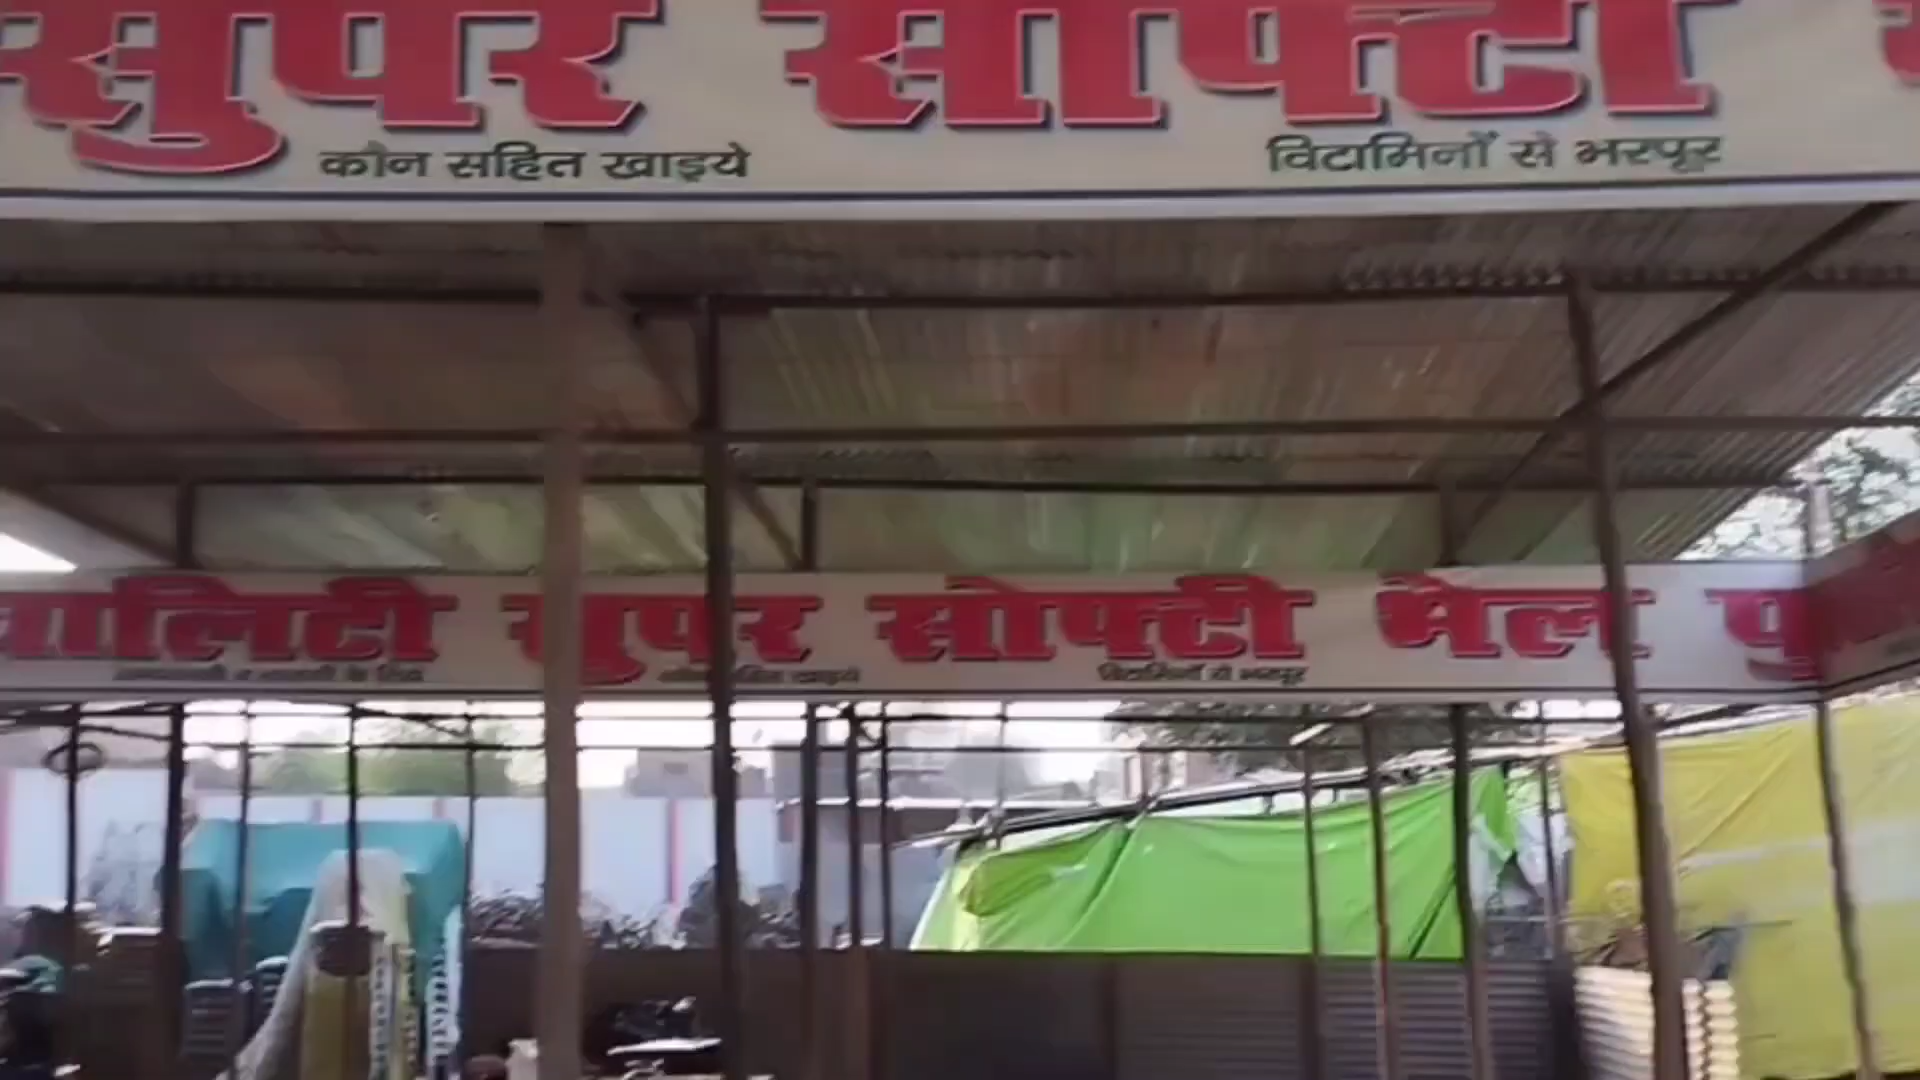 सुपर सोफ्टी
कौन सहित खाइये विटामिनों से भरपूर
सुपर सोफ्टी भेल
विटामिनों से भरपूर